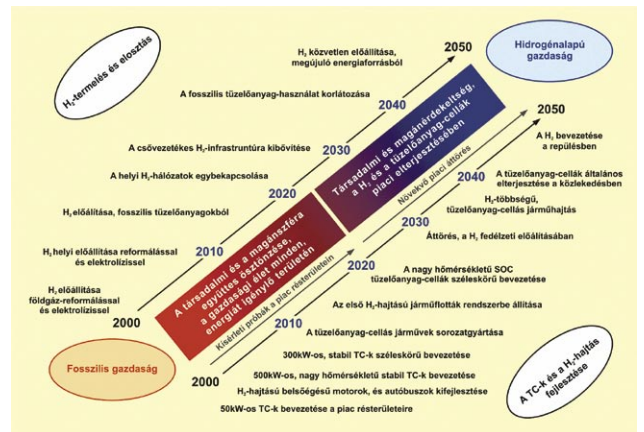 H₂-termelés és elosztás
H₂ közvetlen előállítása,
megújuló energiaforrásból
2050
Hidrogénalapú
gazdaság
A fosszilis tüzelőanyag-használat korlátozása
2040
A csővezetékes H₂-infrastruntúra kibővítése
2030
A helyi H₂-hálózatok egybekapcsolása
2020
H₂ előállítása, fosszilis tüzelőanyagokból
2010
H₂ helyi előállítása reformálással
és elektrolízissel
H₂ előállítása
földgáz-reformálással
és elektrolízissel
2000
Fosszilis gazdaság
A társadalmi és a magánszféra
együttes ösztönzése,
a gazdasági élet minden,
energiát igénylő területén
Társadalmi és magánérdekeltség,
a H₂ és a tüzelőanyag-cellák
piaci elterjesztésében
Kísérleti próbák a piac résterületein
Növekvő piaci áttörés
2050
A H₂ bevezetése
a repülésben
2040
A tüzelőanyag-cellák általános
elterjesztése a közlekedésben
H₂-többségű,
tüzelőanyag-cellás járműhajtás
2030
Áttörés, a H₂ fedélzeti előállításában
2020
A nagy hőmérsékletű SOC
tüzelőanyag-cellák széleskörű bevezetése
Az első H₂-hajtású járműflották rendszerbe állítása
2010
A tüzelőanyag-cellás járművek sorozatgyártása
300kW-os, stabil TC-k széleskörű bevezetése
2000
500kW-os, nagy hőmérsékletű stabil TC-k bevezetése
H₂-hajtású belsőégésű motorok, és autóbuszok kifejlesztése
50kW-os TC-k bevezetése a piac résterületeire
A TC-k és a H₂-hajtás
fejlesztése